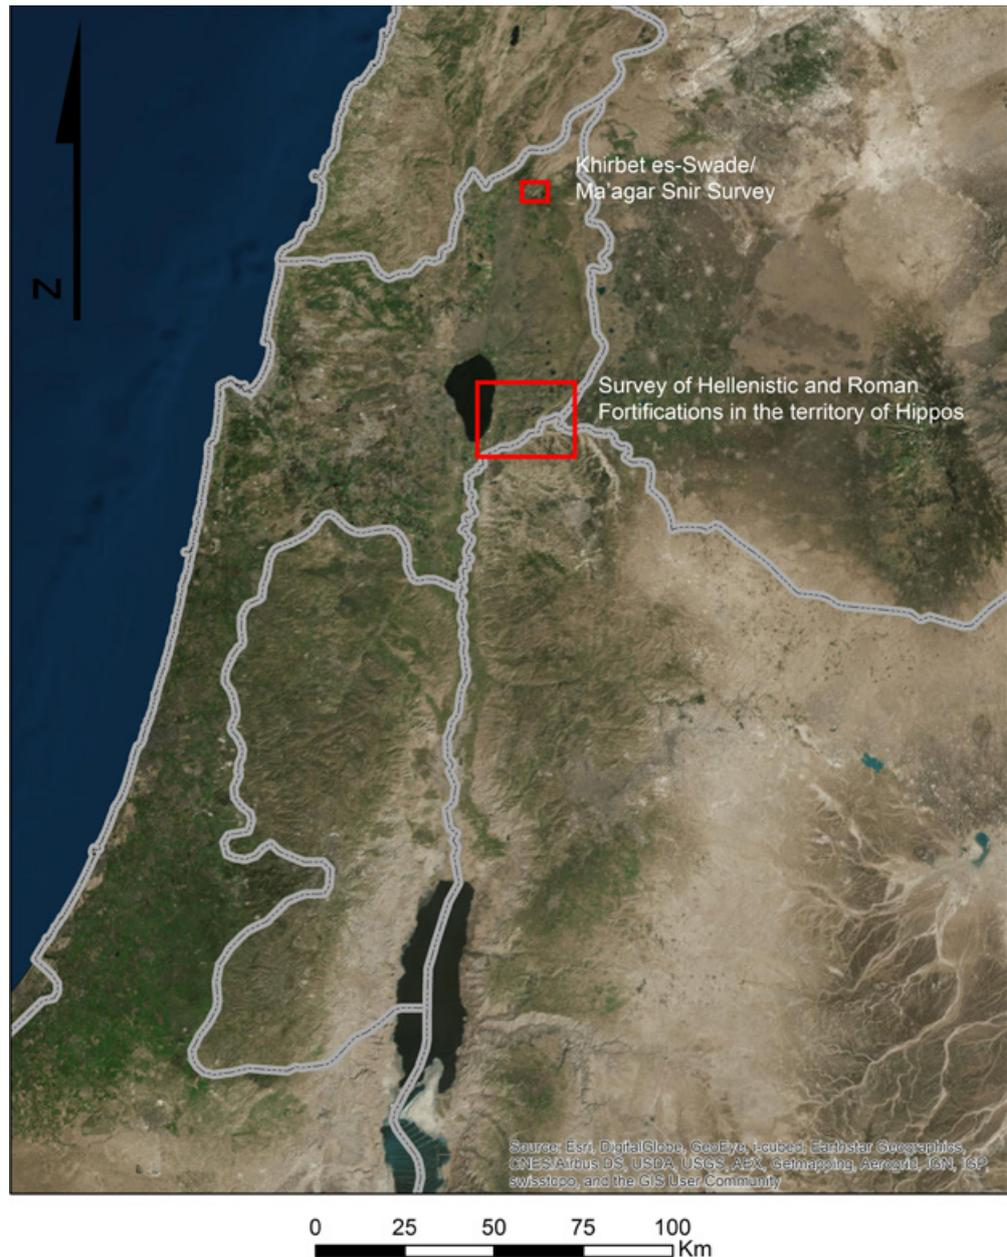 Khirbet es-Swade/
Ma'agar Snir Survey
Survey of Hellenistic and Roman
Fortifications in the territory of Hippos
N
Source: Esri, DigitalGlobe, GeoEye, i-cubed, Earthstar Geographics,
CNES/Airbus DS, USDA, USGS, AEX, Getmapping, Aerogrid, IGN, IGP,
swisstopo, and the GIS User Community
0 25 50 75 100
Km